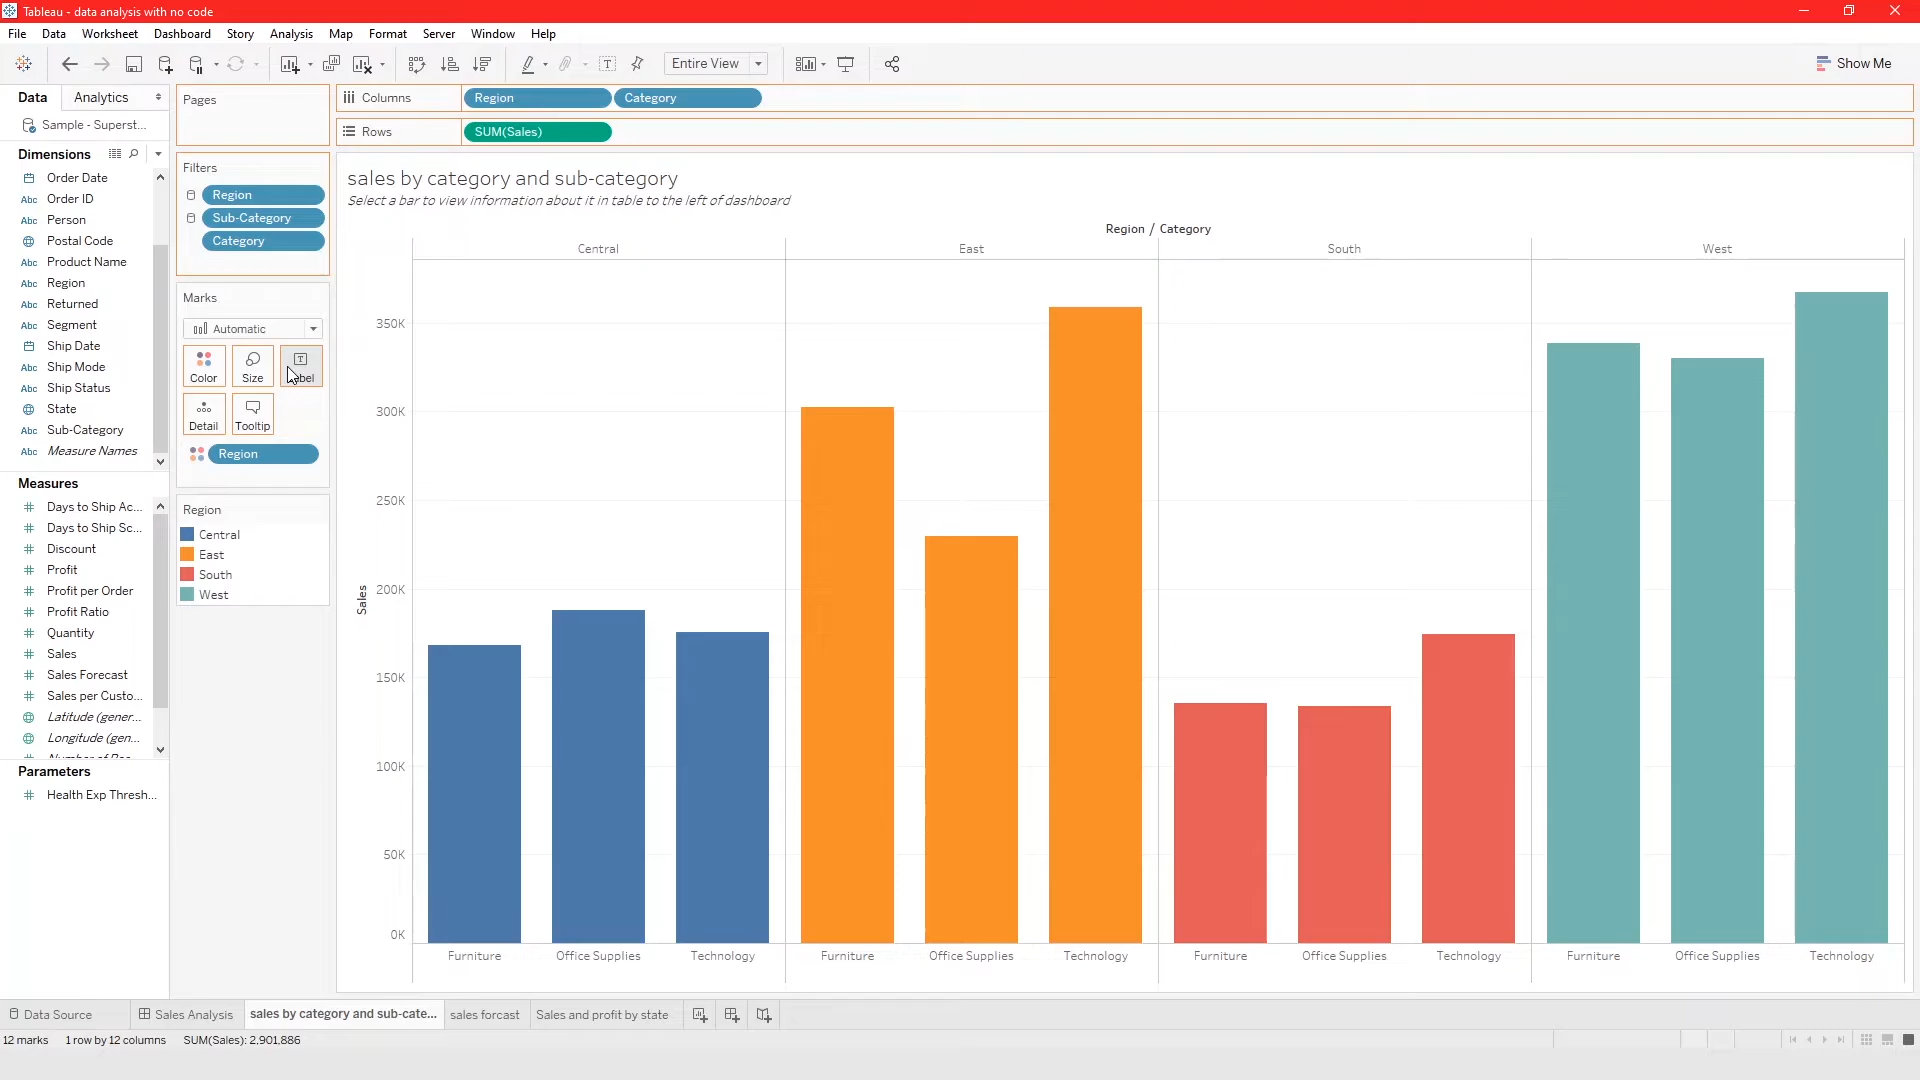 Tableau - data analysis with no code
File Data Worksheet Dashboard Story Analysis Map Format Server Window Help
Entire View
Show Me
Data Analytics
Sample - Superst...
Dimensions
Order Date
Order ID
Person
Postal Code
Product Name
Region
Returned
Segment
Ship Date
Ship Mode
Ship Status
State
Sub-Category
Measure Names
Measures
Days to Ship Ac...
Days to Ship Sc...
Discount
Profit
Profit per Order
Profit Ratio
Quantity
Sales
Sales Forecast
Sales per Custo...
Latitude (gener...
Longitude (gen...
Parameters
Health Exp Thresh...
Pages
Filters
Region
Sub-Category
Category
Marks
Automatic
Color Size
Detail Tooltip
Region
Region
Central
East
South
West
Columns Region Category
Rows SUM(Sales)
sales by category and sub-category
Select a bar to view information about it in table to the left of dashboard
Region / Category
Central East South West
Sales
350K
300K
250K
200K
150K
100K
50K
0K
Furniture Office Supplies Technology Furniture Office Supplies Technology Furniture Office Supplies Technology Furniture Office Supplies Technology
Data Source Sales Analysis sales by category and sub-cate... sales forcast Sales and profit by state
12 marks 1 row by 12 columns SUM(Sales): 2,901,886